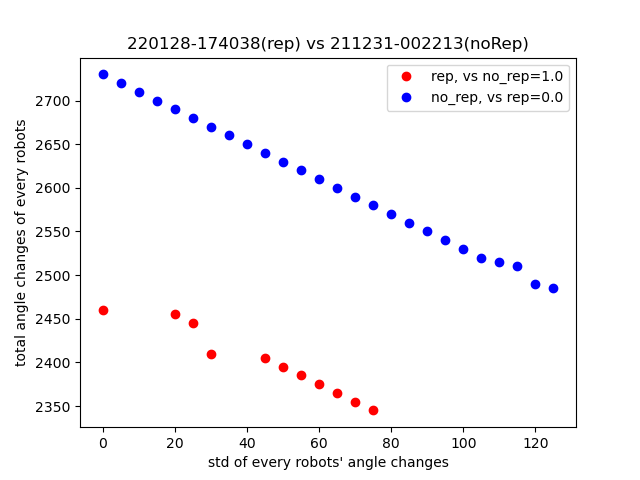 220128-174038(rep) vs 211231-002213(noRep)
rep, vs no_rep=1.0
no_rep, vs rep=0.0
total angle changes of every robots
2700
2650
2600
2550
2500
2450
2400
2350
0 20 40 60 80 100 120
std of every robots' angle changes